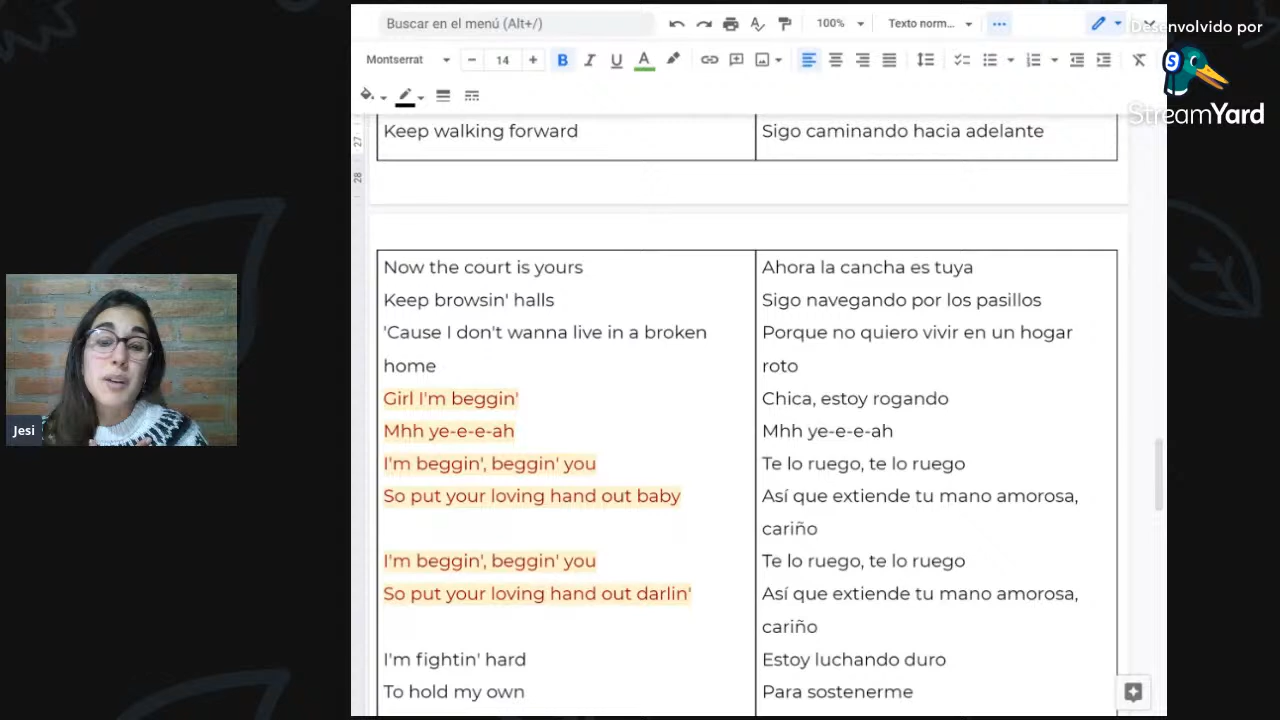 Buscar en el menú (Alt+/)
100%
Texto norm...
Desenvolvido por
StreamYard
Montserrat
14
B
I
U
A
27
28
Keep walking forward
Sigo caminando hacia adelante
Now the court is yours
Ahora la cancha es tuya
Keep browsin' halls
Sigo navegando por los pasillos
'Cause I don't wanna live in a broken
home
Porque no quiero vivir en un hogar
roto
Girl I'm beggin'
Chica, estoy rogando
Mhh ye-e-e-ah
Mhh ye-e-e-ah
I'm beggin', beggin' you
Te lo ruego, te lo ruego
So put your loving hand out baby
Así que extiende tu mano amorosa,
cariño
I'm beggin', beggin' you
Te lo ruego, te lo ruego
So put your loving hand out darlin'
Así que extiende tu mano amorosa,
cariño
I'm fightin' hard
Estoy luchando duro
To hold my own
Para sostenerme
Jesi